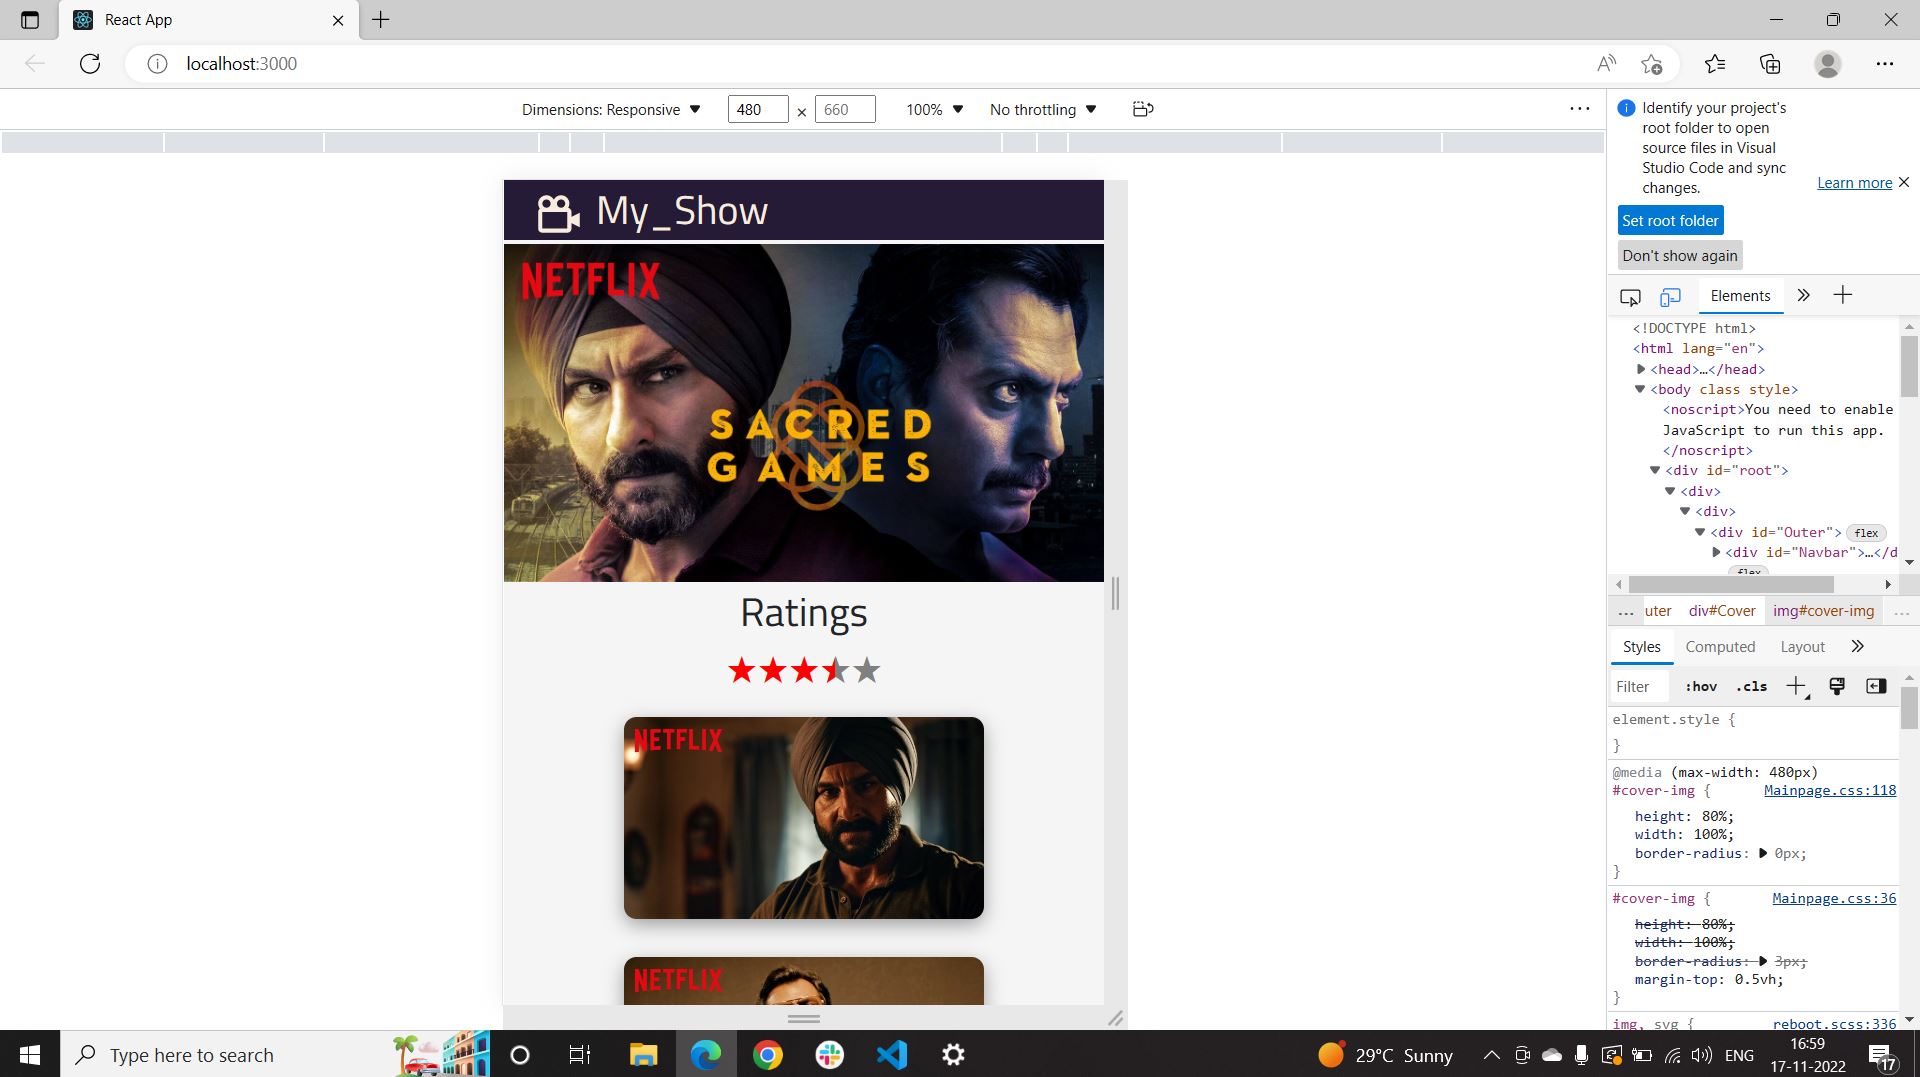 React App
localhost:3000
Dimensions: Responsive 480 × 660 100% No throttling
Identify your project's
root folder to open
source files in Visual
Studio Code and sync
changes.
Learn more
Set root folder
Don't show again
My_Show
NETFLIX
SACRED
GAMES
Ratings
NETFLIX
NETFLIX
Elements
<!DOCTYPE html>
<html lang="en">
<head>…</head>
<body class style>
<noscript>You need to enable
JavaScript to run this app.
</noscript>
<div id="root">
<div>
<div>
<div id="Outer"> flex
<div id="Navbar">…</d
flex
... uter div#Cover img#cover-img ...
Styles Computed Layout
Filter :hov .cls
element.style {
}
@media (max-width: 480px)
#cover-img { Mainpage.css:118
height: 80%;
width: 100%;
border-radius: 0px;
}
#cover-img { Mainpage.css:36
height: 80%;
width: 100%;
border-radius: 3px;
margin-top: 0.5vh;
}
img, svg { reboot.scss:336
Type here to search
29°C Sunny
ENG
16:59
17-11-2022
17